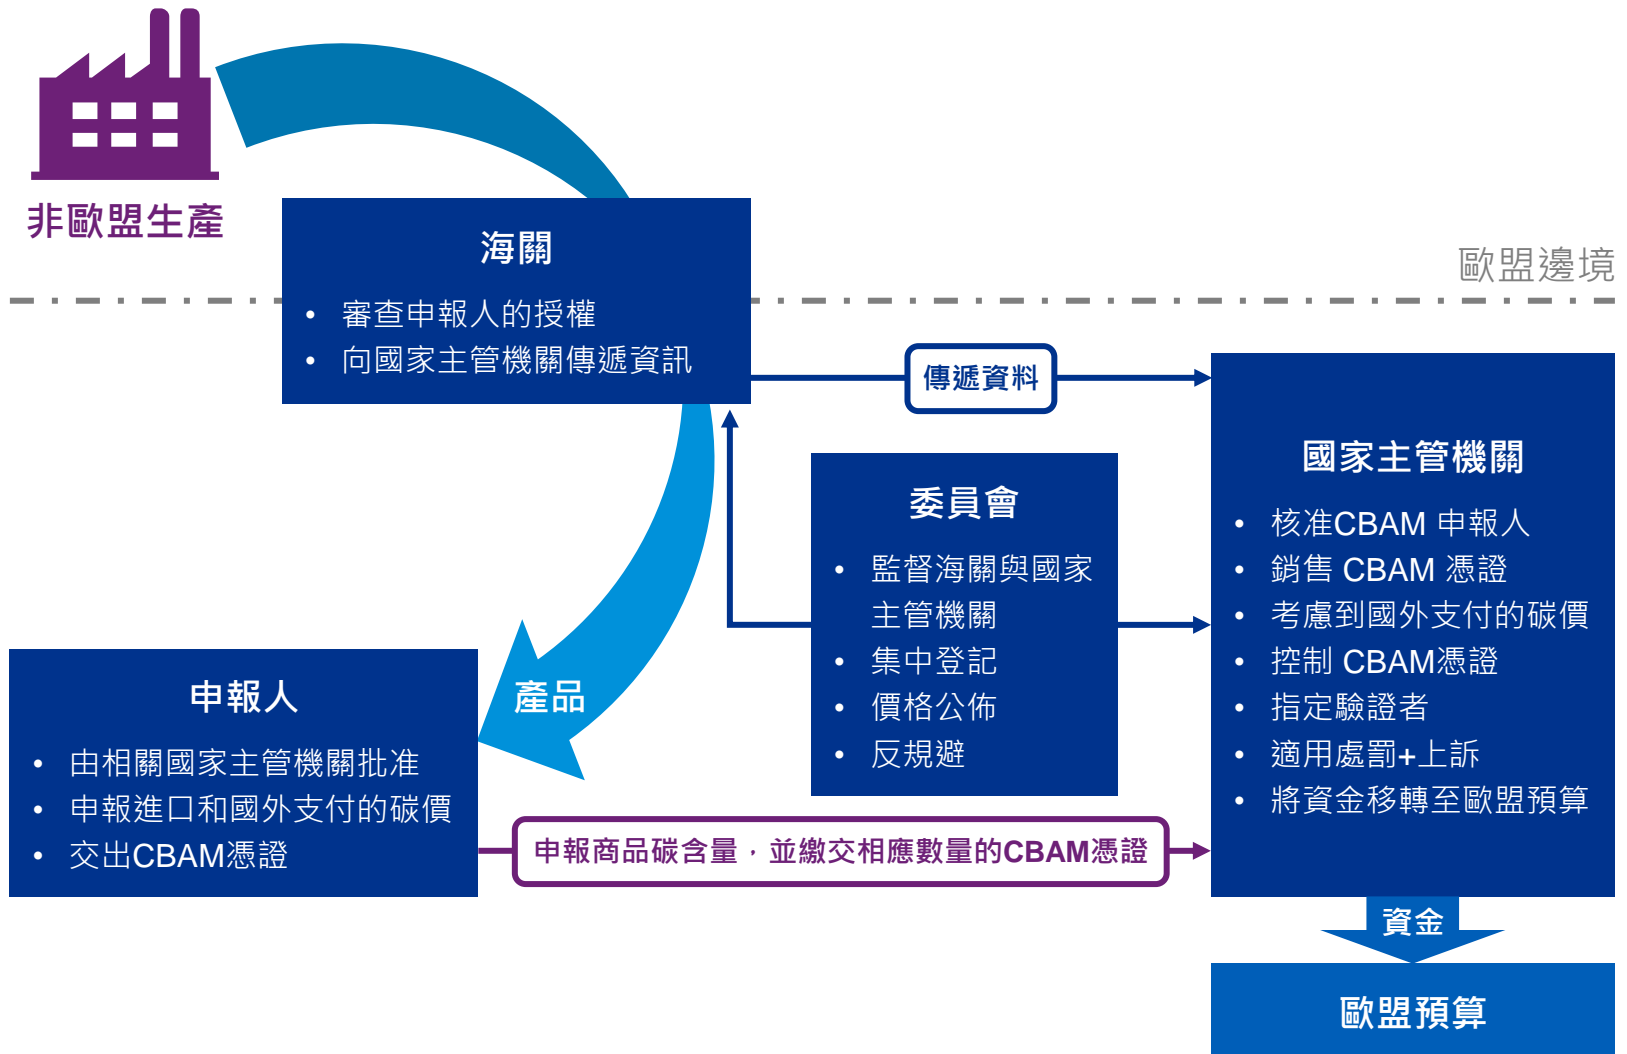 非歐盟生產
海關
• 審查申報人的授權
• 向國家主管機關傳遞資訊
歐盟邊境
傳遞資料
國家主管機關
• 核准CBAM 申報人
• 銷售 CBAM 憑證
• 考慮到國外支付的碳價
• 控制 CBAM憑證
• 指定驗證者
• 適用處罰+上訴
• 將資金移轉至歐盟預算
委員會
• 監督海關與國家
主管機關
• 集中登記
• 價格公佈
• 反規避
產品
申報人
• 由相關國家主管機關批准
• 申報進口和國外支付的碳價
• 交出CBAM憑證
申報商品碳含量，並繳交相應數量的CBAM憑證
資金
歐盟預算